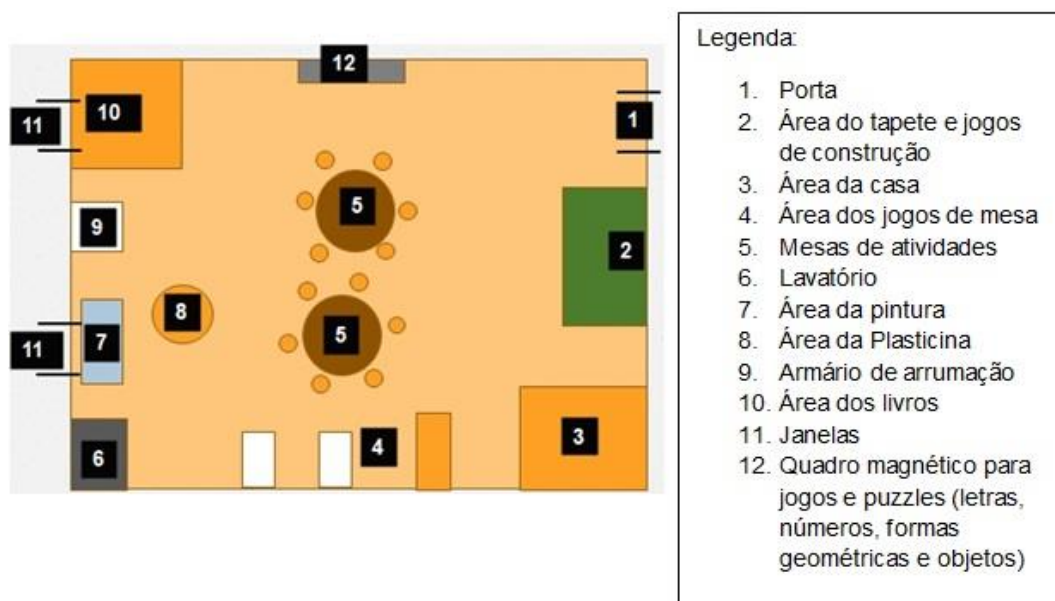 12
10
11
1
9
5
2
8
7
5
11
6
4
3
Legenda:
1. Porta
2. Área do tapete e jogos
de construção
3. Área da casa
4. Área dos jogos de mesa
5. Mesas de atividades
6. Lavatório
7. Área da pintura
8. Área da Plasticina
9. Armário de arrumação
10. Área dos livros
11. Janelas
12. Quadro magnético para
jogos e puzzles (letras,
números, formas
geométricas e objetos)